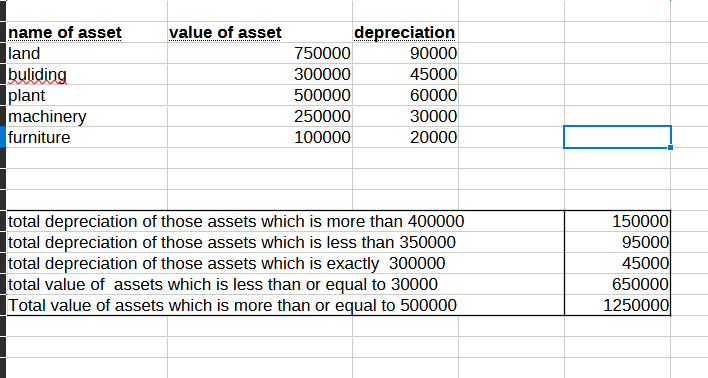 name of asset value of asset depreciation
land 750000 90000
buliding 300000 45000
plant 500000 60000
machinery 250000 30000
furniture 100000 20000
total depreciation of those assets which is more than 400000 150000
total depreciation of those assets which is less than 350000 95000
total depreciation of those assets which is exactly  300000 45000
total value of  assets which is less than or equal to 30000 650000
Total value of assets which is more than or equal to 500000 1250000